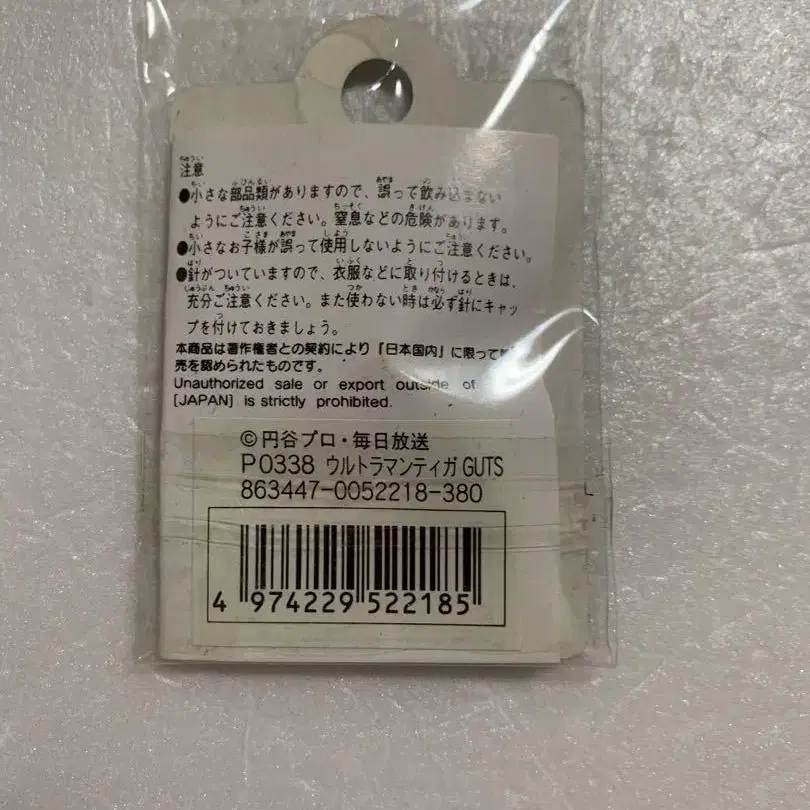 注意
●小さな部品類がありますので、誤って飲み込まない
ようにご注意ください。窒息などの危険があります。
●小さなお子様が誤って使用しないようにご注意ください。
●針がついていますので、衣服などに取り付けるときは、
充分ご注意ください。また使わない時は必ず針にキャッ
プを付けておきましょう。
本商品は著作権者との契約により「日本国内」に限って
売を認められたものです。
Unauthorized sale or export outside of
[JAPAN] is strictly prohibited.
©円谷プロ・毎日放送
P0338 ウルトラマンティガ GUTS
863447-0052218-380
4 974229 522185